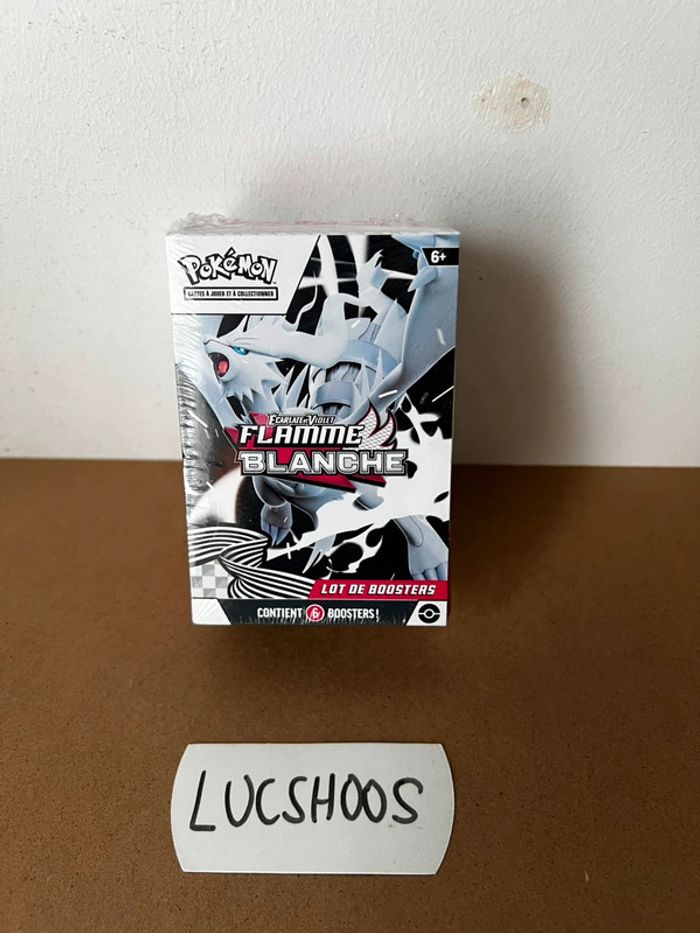 POKÉMON
CARTES À JOUER ET À COLLECTIONNER
6+
ÉCARLATE ET VIOLET
FLAMME
BLANCHE
LOT DE BOOSTERS
CONTIENT 6 BOOSTERS!
LUCSHOOS